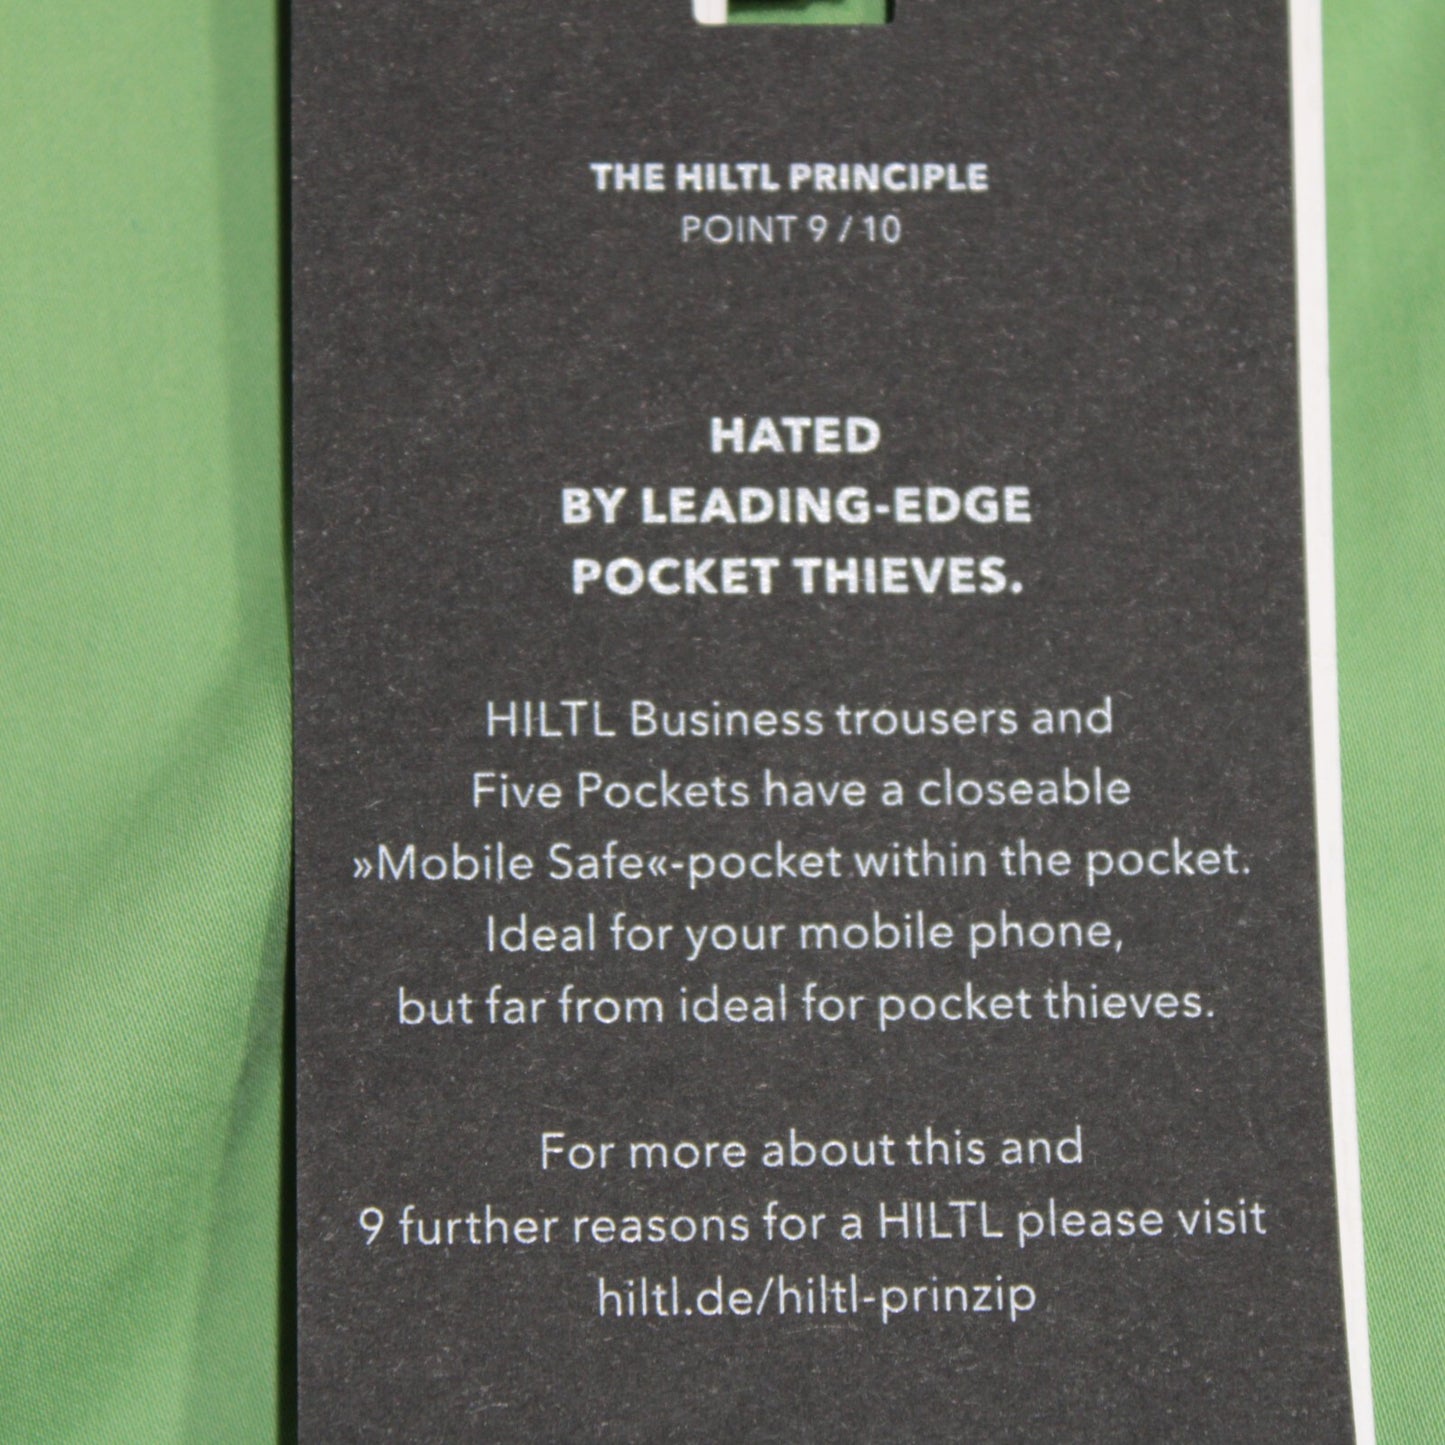 THE HILTL PRINCIPLE
POINT 9 / 10
HATED
BY LEADING-EDGE
POCKET THIEVES.
HILTL Business trousers and
Five Pockets have a closeable
»Mobile Safe«-pocket within the pocket.
Ideal for your mobile phone,
but far from ideal for pocket thieves.
For more about this and
9 further reasons for a HILTL please visit
hiltl.de/hiltl-prinzip